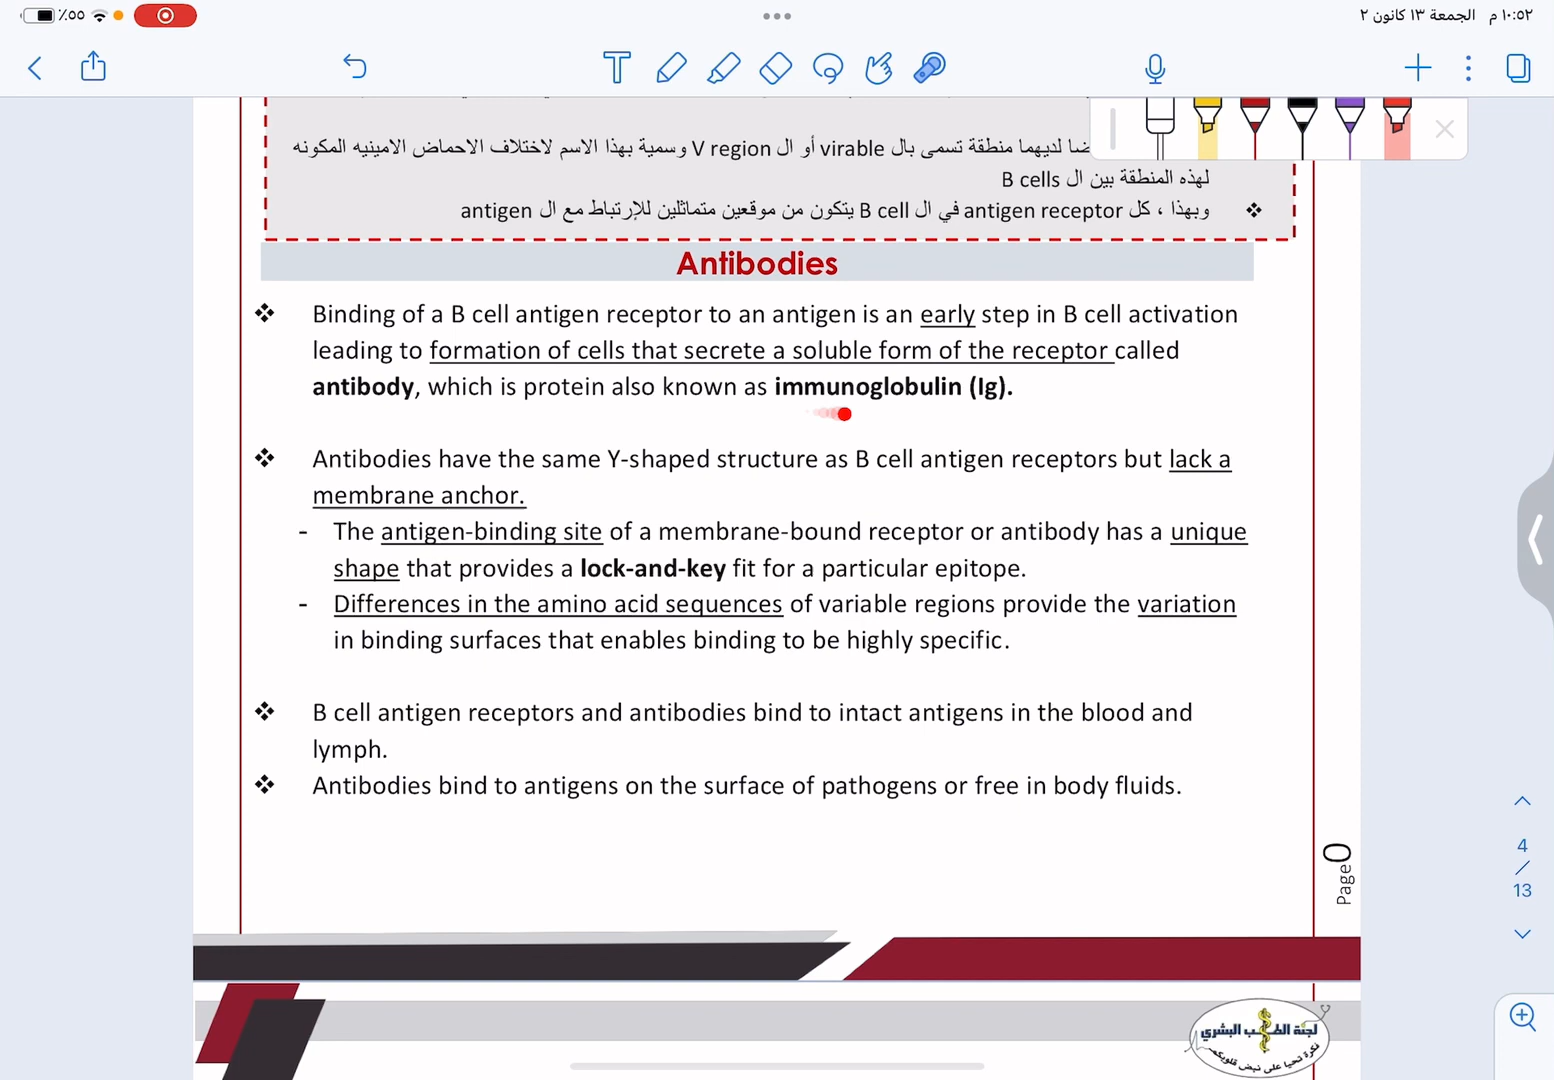 ٪٥٥
١٠:٥٢ م الجمعة ١٣ كانون ٢
ضا لديهما منطقة تسمى بال virable أو ال V region وسمية بهذا الاسم لاختلاف الاحماض الامينيه المكونه
لهذه المنطقة بين ال B cells
❖ وبهذا ، كل antigen receptor في ال B cell يتكون من موقعين متماثلين للإرتباط مع ال antigen
Antibodies
❖ Binding of a B cell antigen receptor to an antigen is an early step in B cell activation
leading to formation of cells that secrete a soluble form of the receptor called
antibody, which is protein also known as immunoglobulin (Ig).
❖ Antibodies have the same Y-shaped structure as B cell antigen receptors but lack a
membrane anchor.
- The antigen-binding site of a membrane-bound receptor or antibody has a unique
shape that provides a lock-and-key fit for a particular epitope.
- Differences in the amino acid sequences of variable regions provide the variation
in binding surfaces that enables binding to be highly specific.
❖ B cell antigen receptors and antibodies bind to intact antigens in the blood and
lymph.
❖ Antibodies bind to antigens on the surface of pathogens or free in body fluids.
Page0
4
/
13
لجنة الطب البشري
فكرة تحيا على نبض قلوبكم